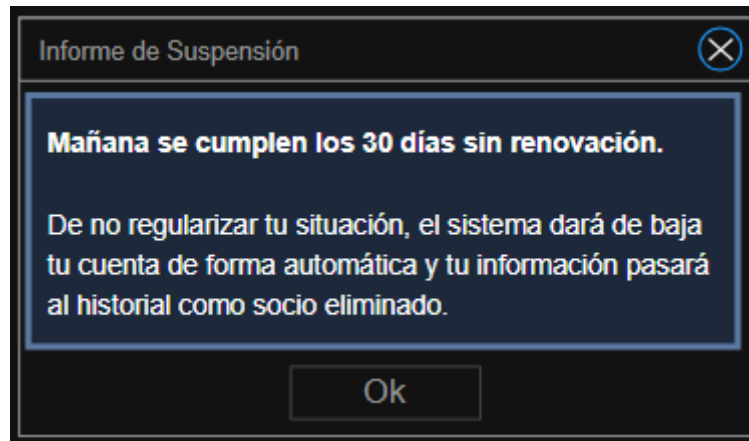 Informe de Suspensión
Mañana se cumplen los 30 días sin renovación.
De no regularizar tu situación, el sistema dará de baja
tu cuenta de forma automática y tu información pasará
al historial como socio eliminado.
Ok